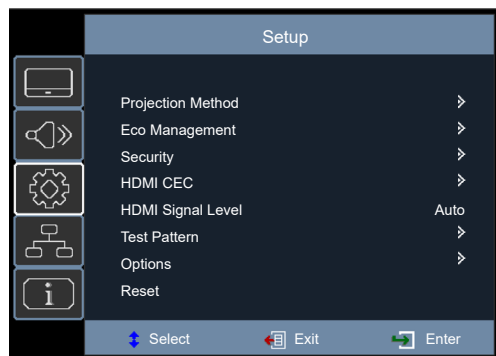 Setup
Projection Method
Eco Management
Security
HDMI CEC
HDMI Signal Level Auto
Test Pattern
Options
Reset
i
Select Exit Enter